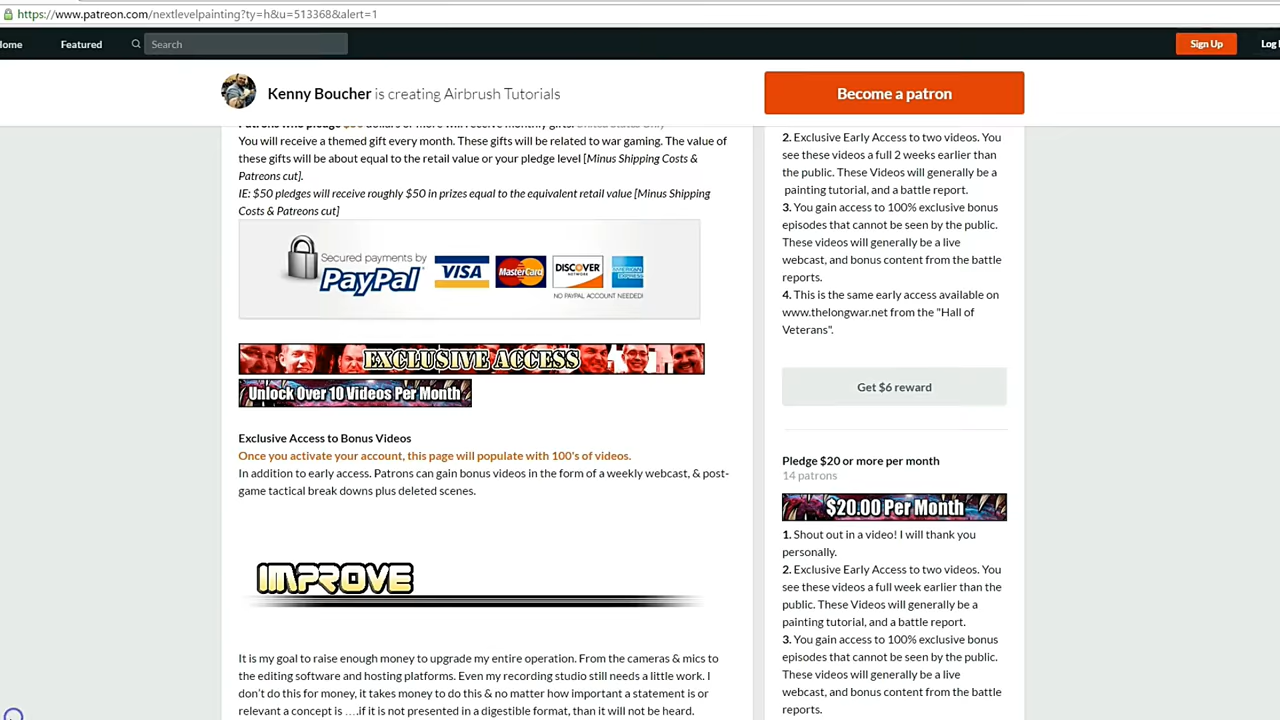 https://www.patreon.com/nextlevelpainting?ty=h&u=513368&alert=1
Home
Featured
Search
Sign Up
Log
Kenny Boucher is creating Airbrush Tutorials
Become a patron
Patrons who pledge $50 dollars or more will receive monthly gifts. United States Only
You will receive a themed gift every month. These gifts will be related to war gaming. The value of
these gifts will be about equal to the retail value or your pledge level [Minus Shipping Costs &
Patreons cut].
IE: $50 pledges will receive roughly $50 in prizes equal to the equivalent retail value [Minus Shipping
Costs & Patreons cut]
Secured payments by
PayPal
VISA
MasterCard
DISCOVER
NETWORK
AMERICAN
EXPRESS
NO PAYPAL ACCOUNT NEEDED!
EXCLUSIVE ACCESS
Unlock Over 10 Videos Per Month
Exclusive Access to Bonus Videos
Once you activate your account, this page will populate with 100's of videos.
In addition to early access. Patrons can gain bonus videos in the form of a weekly webcast, & post-
game tactical break downs plus deleted scenes.
IMPROVE
It is my goal to raise enough money to upgrade my entire operation. From the cameras & mics to
the editing software and hosting platforms. Even my recording studio still needs a little work. I
don't do this for money, it takes money to do this & no matter how important a statement is or
relevant a concept is ….if it is not presented in a digestible format, than it will not be heard.
2. Exclusive Early Access to two videos. You
see these videos a full 2 weeks earlier than
the public. These Videos will generally be a
painting tutorial, and a battle report.
3. You gain access to 100% exclusive bonus
episodes that cannot be seen by the public.
These videos will generally be a live
webcast, and bonus content from the battle
reports.
4. This is the same early access available on
www.thelongwar.net from the "Hall of
Veterans".
Get $6 reward
Pledge $20 or more per month
14 patrons
$20.00 Per Month
1. Shout out in a video! I will thank you
personally.
2. Exclusive Early Access to two videos. You
see these videos a full week earlier than the
public. These Videos will generally be a
painting tutorial, and a battle report.
3. You gain access to 100% exclusive bonus
episodes that cannot be seen by the public.
These videos will generally be a live
webcast, and bonus content from the battle
reports.